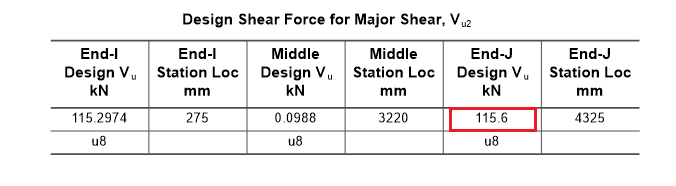 Design Shear Force for Major Shear, Vu2
End-I Design Vu kN
End-I Station Loc mm
Middle Design Vu kN
Middle Station Loc mm
End-J Design Vu kN
End-J Station Loc mm
115.2974 275 0.0988 3220 115.6 4325
u8 u8 u8